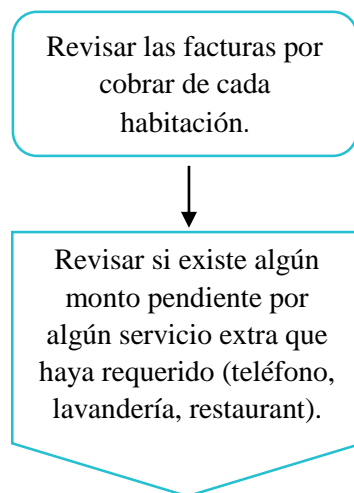 Revisar las facturas por
cobrar de cada
habitación.
Revisar si existe algún
monto pendiente por
algún servicio extra que
haya requerido (teléfono,
lavandería, restaurant).